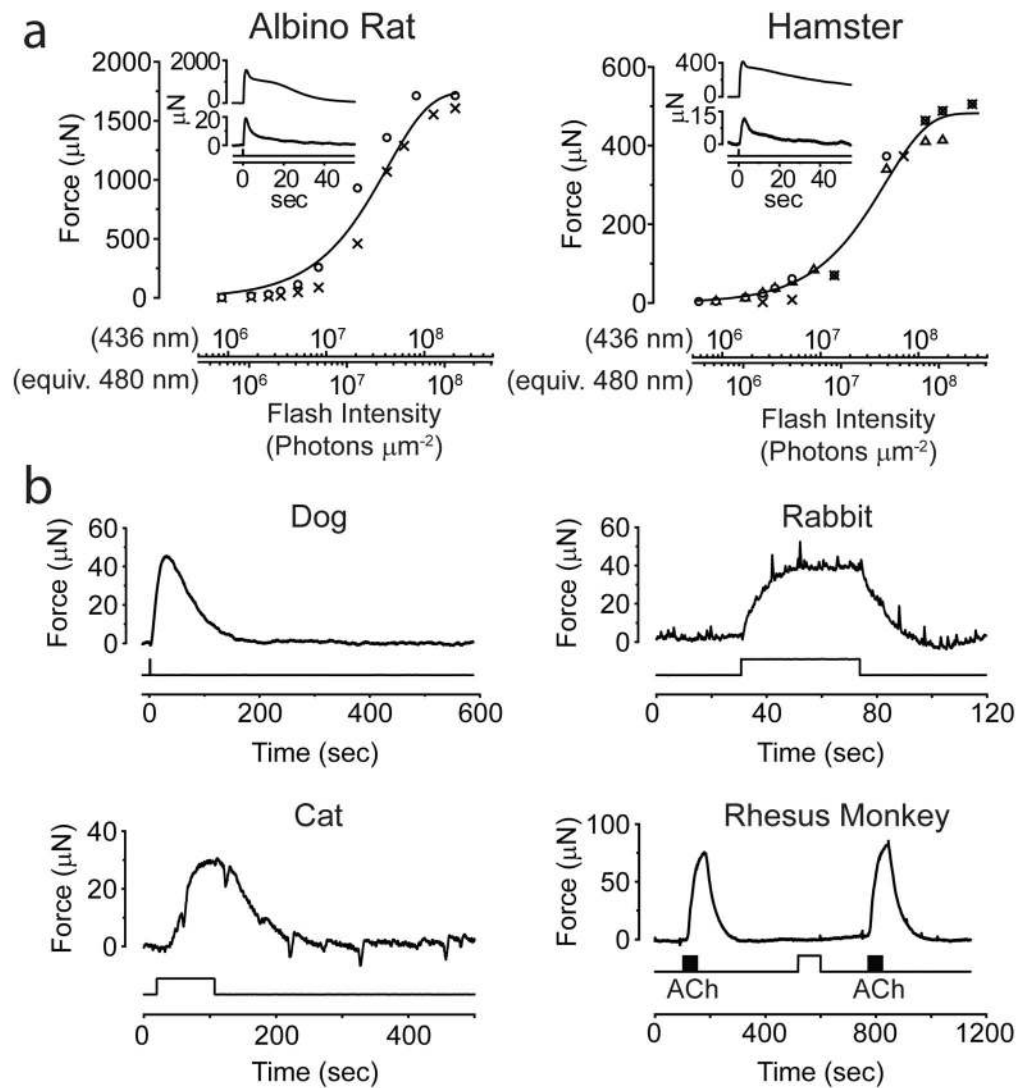 a
Albino Rat
Hamster
Force (μN)
2000
1500
1000
500
0
μN
2000
0
20
0
0 20 40
sec
Force (μN)
600
400
200
0
μN
400
0
15
0
0 20 40
sec
(436 nm) 10⁶ 10⁷ 10⁸
(equiv. 480 nm) 10⁶ 10⁷ 10⁸
Flash Intensity
(Photons μm⁻²)
(436 nm) 10⁶ 10⁷ 10⁸
(equiv. 480 nm) 10⁶ 10⁷ 10⁸
Flash Intensity
(Photons μm⁻²)
b
Dog
Force (μN)
60
40
20
0
0 200 400 600
Time (sec)
Rabbit
Force (μN)
60
40
20
0
0 40 80 120
Time (sec)
Cat
Force (μN)
40
20
0
0 200 400
Time (sec)
Rhesus Monkey
Force (μN)
100
50
0
ACh ACh
0 400 800 1200
Time (sec)